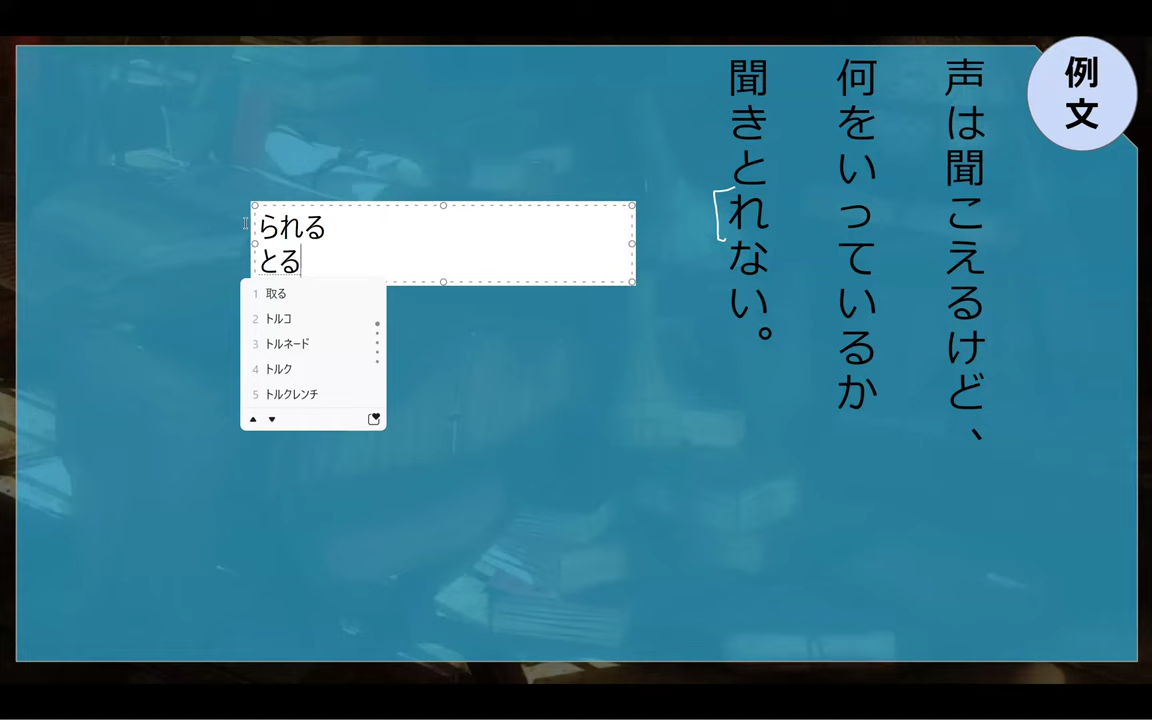 例文
声は聞こえるけど、
何をいっているか
聞きとれない。
られる
とる
1 取る
2 トルコ
3 トルネード
4 トルク
5 トルクレンチ